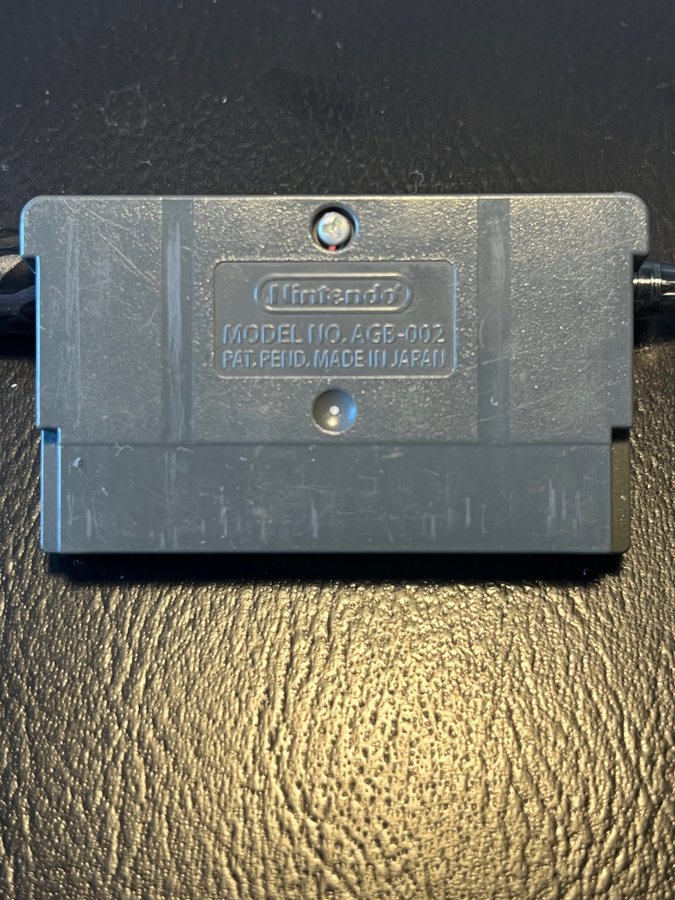 Nintendo
MODEL NO. AGB-002
PAT. PEND. MADE IN JAPAN